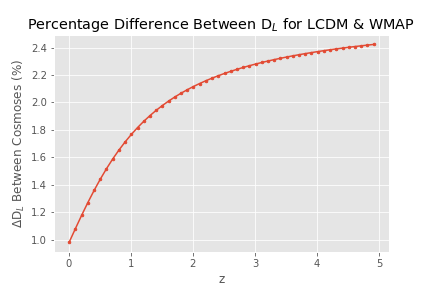 Percentage Difference Between D_L for LCDM & WMAP
2.4
2.2
2.0
1.8
1.6
1.4
1.2
1.0
ΔD_L Between Cosmoses (%)
0 1 2 3 4 5
z